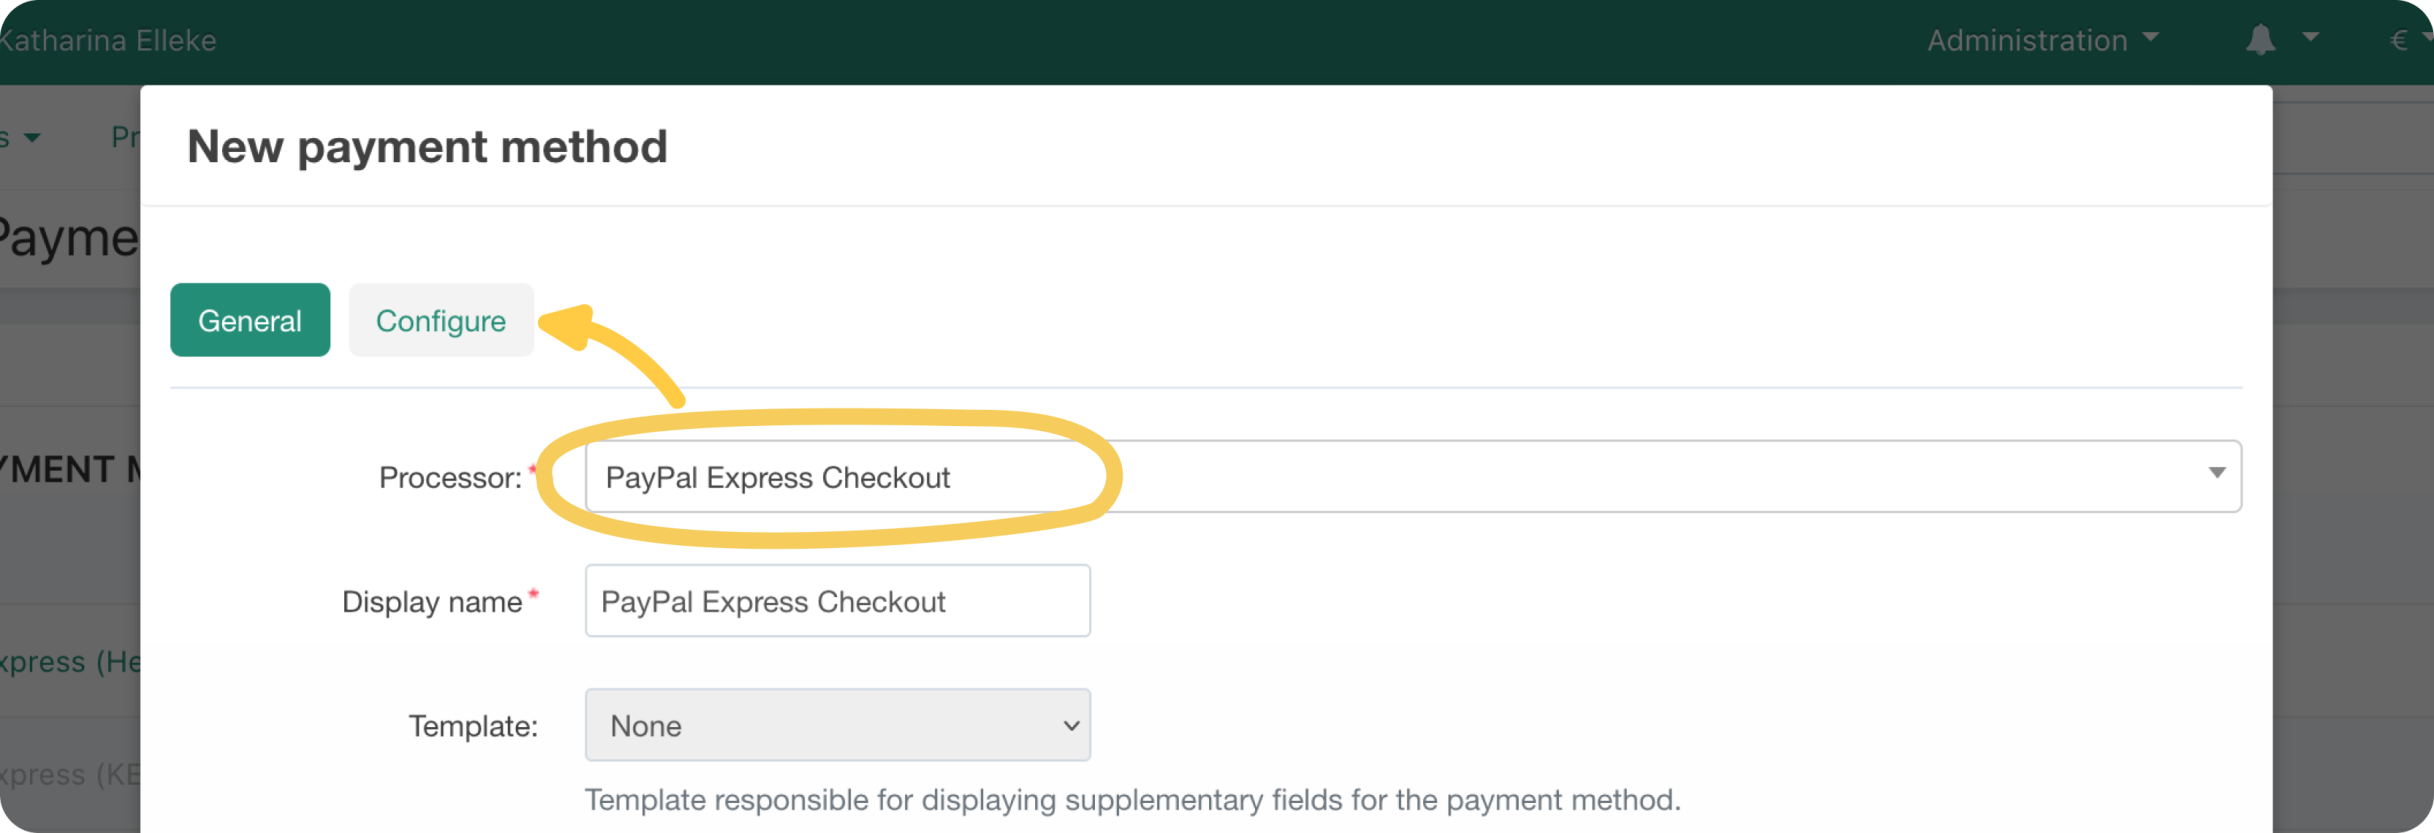 Katharina Elleke
Administration
€
s
Pr
New payment method
Payme
General
Configure
YMENT M
Processor:*
PayPal Express Checkout
Display name*
PayPal Express Checkout
xpress (He
Template:
None
xpress (KE
Template responsible for displaying supplementary fields for the payment method.